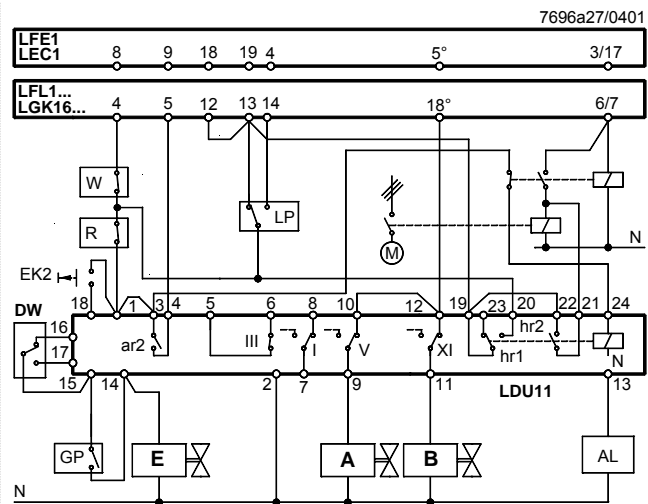 7696a27/0401
LFE1
LEC1
8 9 18 19 4 5° 3/17
LFL1...
LGK16...
4 5 12 13 14 18° 6/7
W
LP
R
M
N
EK2
18 1 3 4 5 6 8 10 12 19 23 20 22 21 24
DW
16
17
ar2
III
I
V
XI
hr2
hr1
N
15 14 2 7 9 11 13
LDU11
GP
E
A
B
AL
N